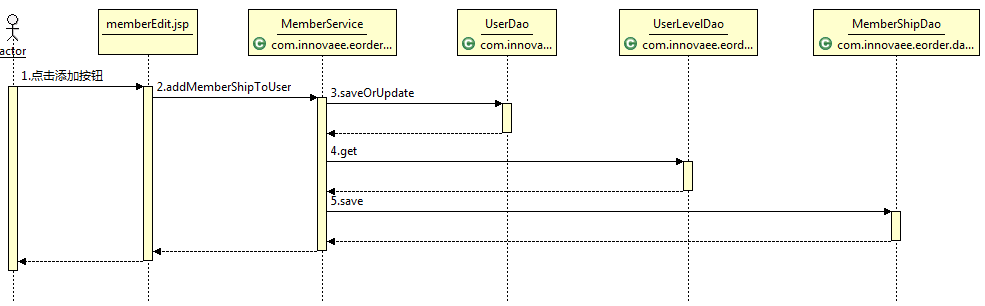 actor
memberEdit.jsp
MemberService
com.innovaee.eorder...
UserDao
com.innova...
UserLevelDao
com.innovaee.eord...
MemberShipDao
com.innovaee.eorder.da...
1.点击添加按钮
2.addMemberShipToUser
3.saveOrUpdate
4.get
5.save